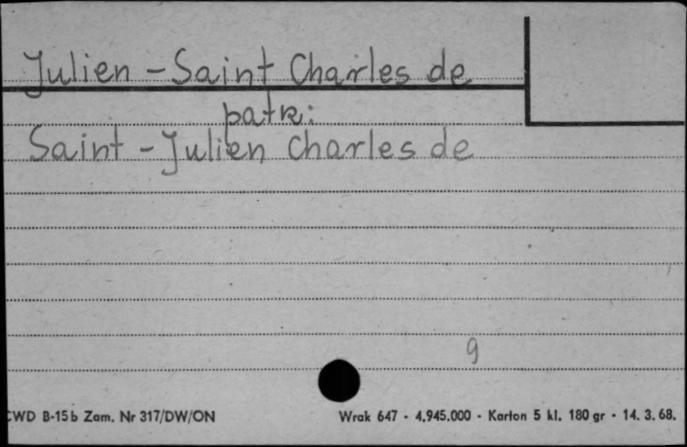 Julien - Saint Charles de
patrz:
Saint - Julien Charles de
9
CWD B-15b Zam. Nr 317/DW/ON
Wrak 647 - 4.945.000 - Karton 5 kl. 180 gr - 14. 3. 68.